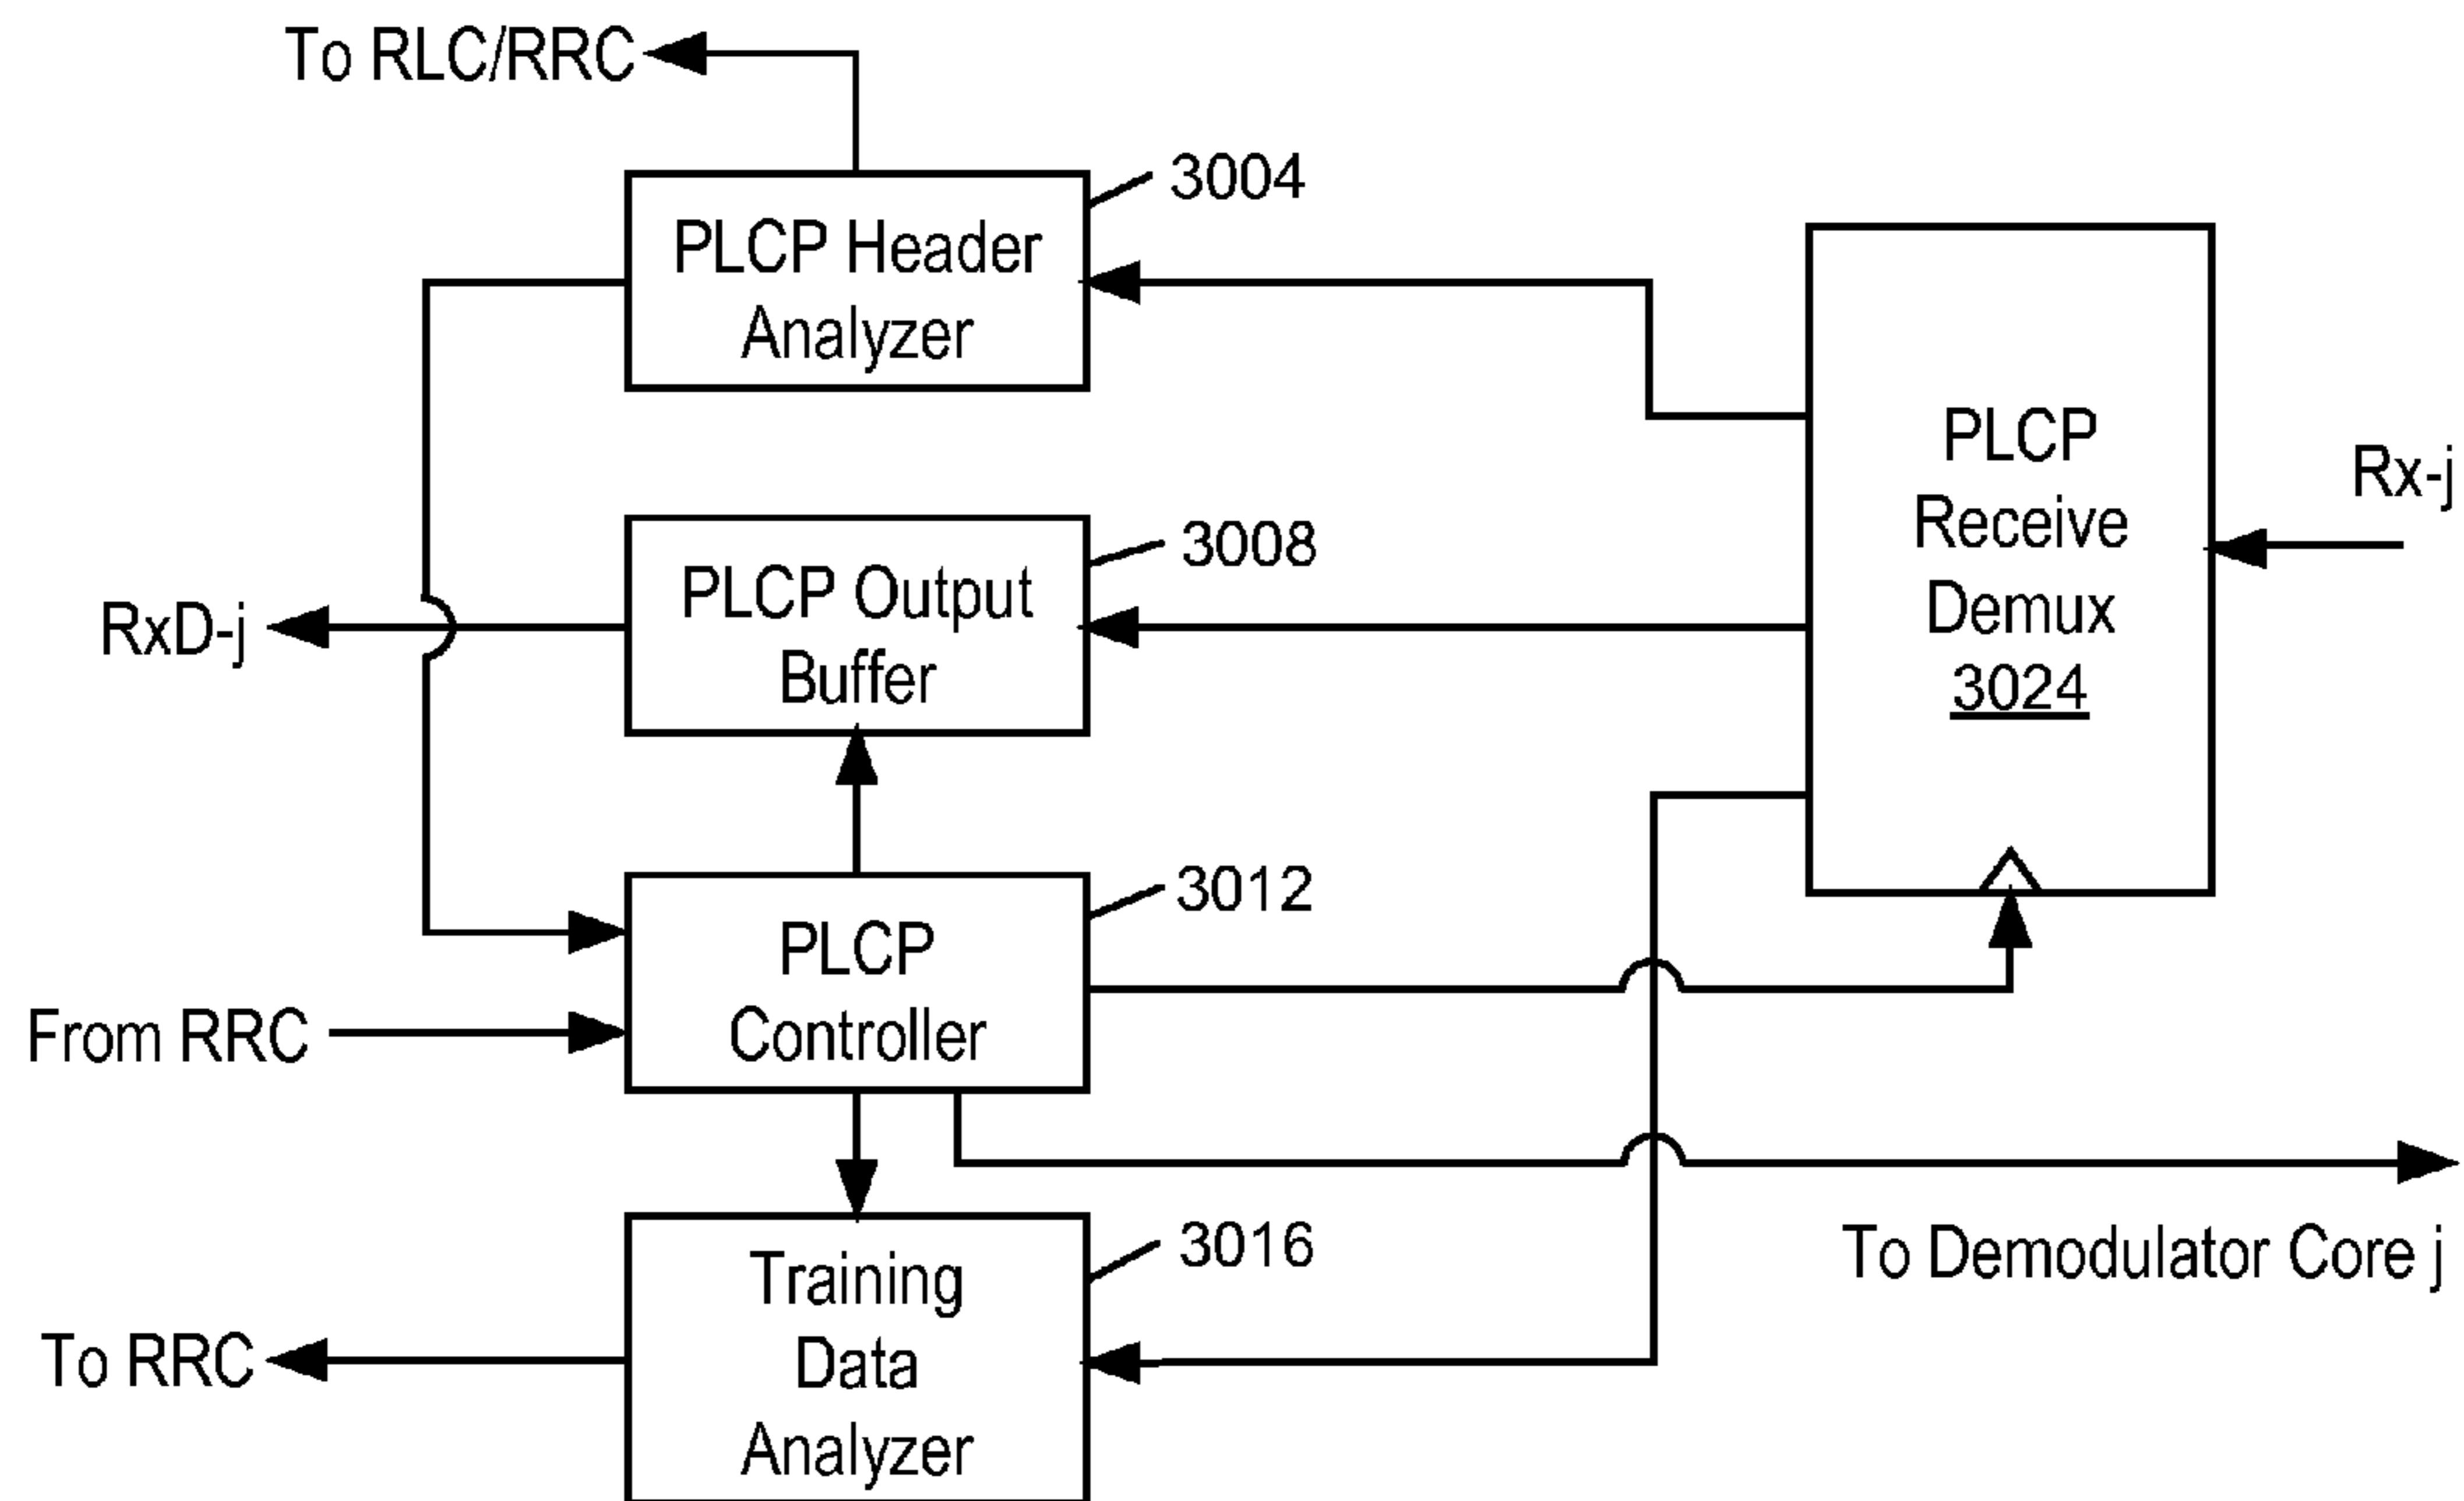 To RLC/RRC
3004
PLCP Header
Analyzer
PLCP
Receive
Demux
3024
Rx-j
3008
PLCP Output
Buffer
RxD-j
3012
PLCP
Controller
From RRC
To Demodulator Core j
3016
Training
Data
Analyzer
To RRC